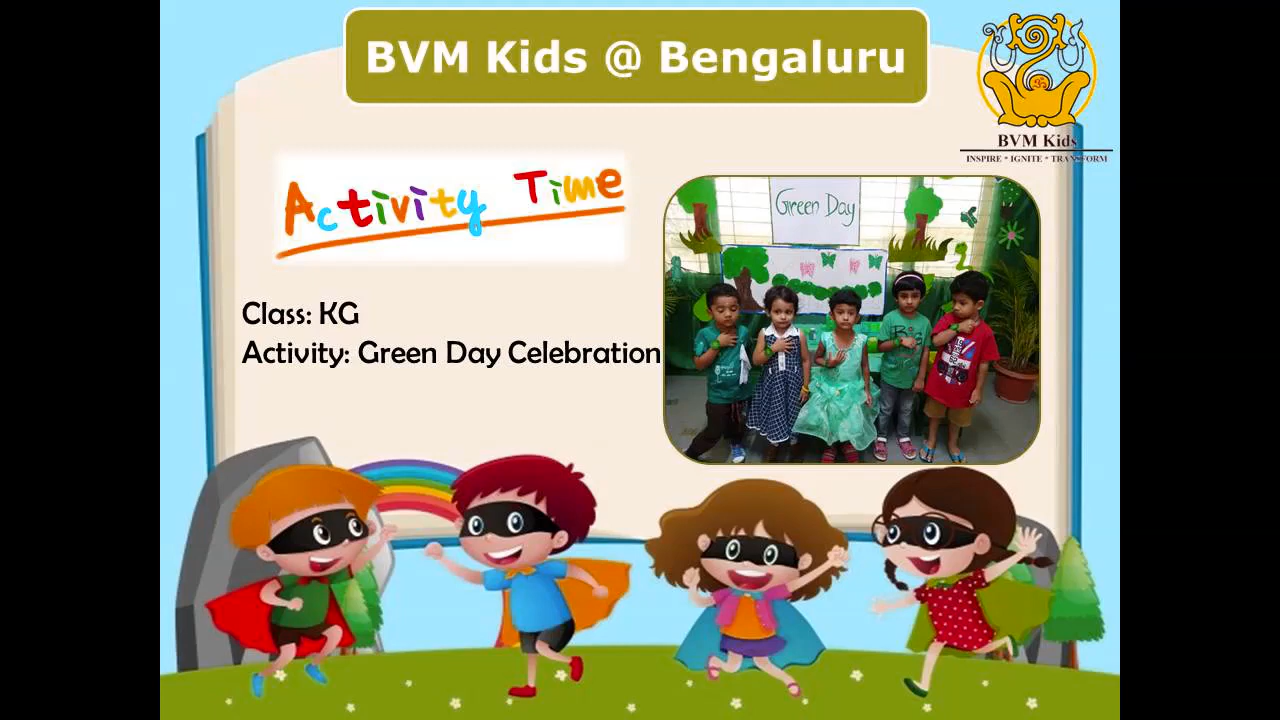 BVM Kids @ Bengaluru
BVM Kids
INSPIRE * IGNITE * TRANSFORM
Activity Time
Green Day
Class: KG
Activity: Green Day Celebration